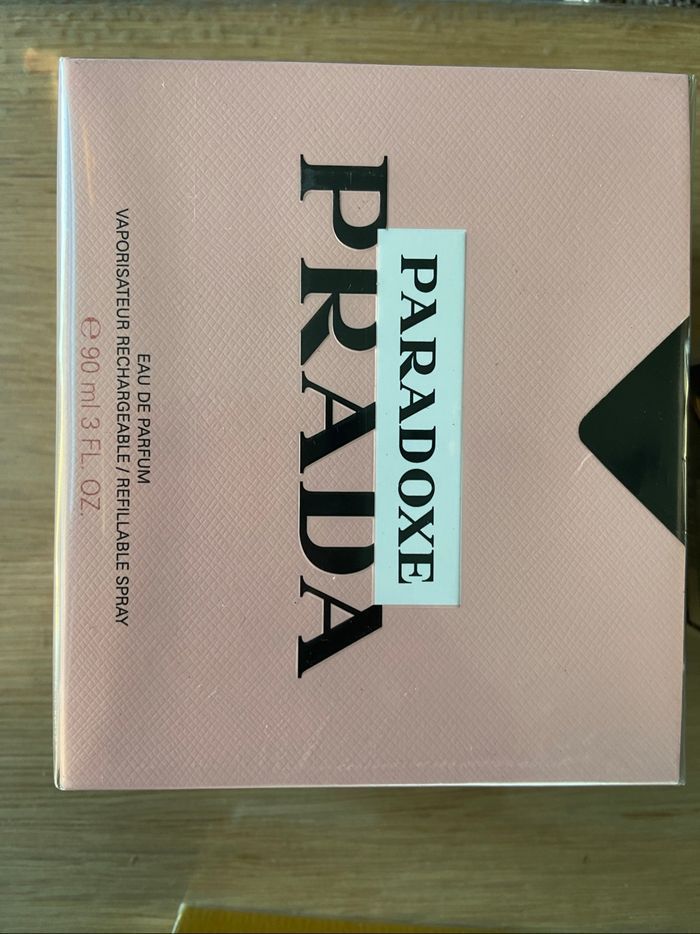 PARADOXE
PRADA
EAU DE PARFUM
VAPORISATEUR RECHARGEABLE / REFILLABLE SPRAY
℮ 90 ml 3 FL. OZ.